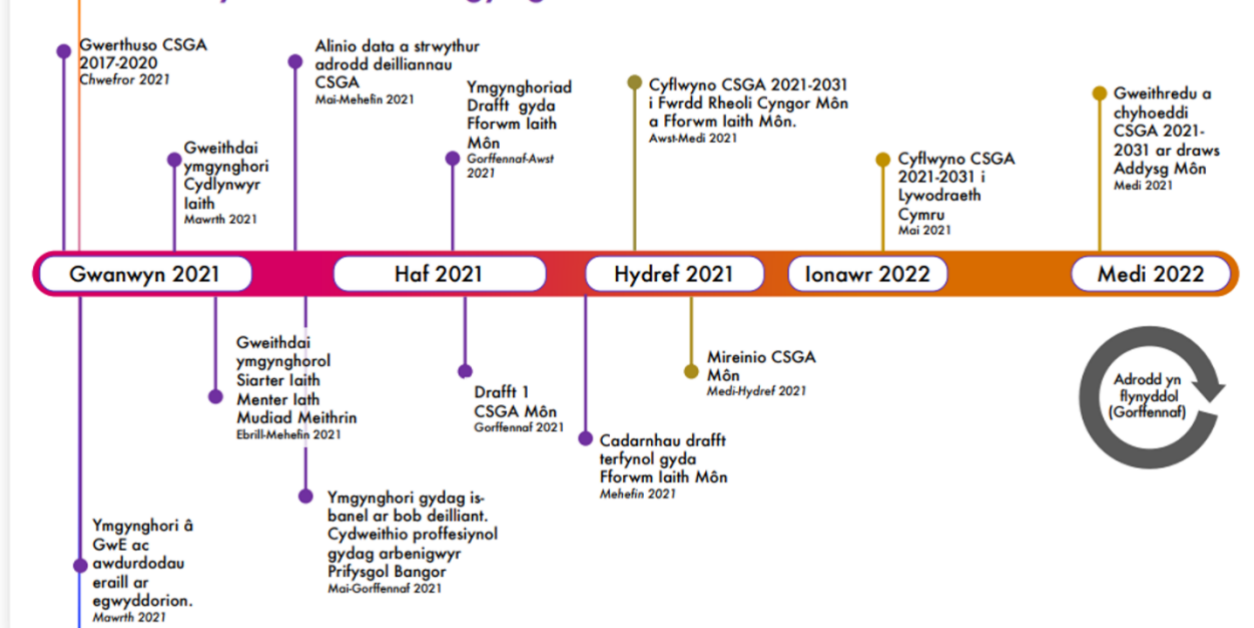 Gwerthuso CSGA
2017-2020
Chwefror 2021
Gweithdai
ymgynghori
Cydlynwyr
Iaith
Mawrth 2021
Alinio data a strwythur
adrodd deilliannau
CSGA
Mai-Mehefin 2021
Ymgynghoriad
Drafft gyda
Fforwm Iaith
Môn
Gorffennaf-Awst
2021
Cyflwyno CSGA 2021-2031
i Fwrdd Rheoli Cyngor Môn
a Fforwm Iaith Môn.
Awst-Medi 2021
Cyflwyno CSGA
2021-2031 i
Lywodraeth
Cymru
Mai 2021
Gweithredu a
chyhoeddi
CSGA 2021-
2031 ar draws
Addysg Môn
Medi 2021
Gwanwyn 2021
Haf 2021
Hydref 2021
Ionawr 2022
Medi 2022
Ymgynghori â
GwE ac
awdurdodau
eraill ar
egwyddorion.
Mawrth 2021
Gweithdai
ymgynghorol
Siarter Iaith
Menter Iath
Mudiad Meithrin
Ebrill-Mehefin 2021
Ymgynghori gydag is-
banel ar bob deilliant.
Cydweithio proffesiynol
gydag arbenigwyr
Prifysgol Bangor
Mai-Gorffennaf 2021
Drafft 1
CSGA Môn
Gorffennaf 2021
Cadarnhau drafft
terfynol gyda
Fforwm Iaith Môn
Mehefin 2021
Mireinio CSGA
Môn
Medi-Hydref 2021
Adrodd yn
flynyddol
(Gorffennaf)